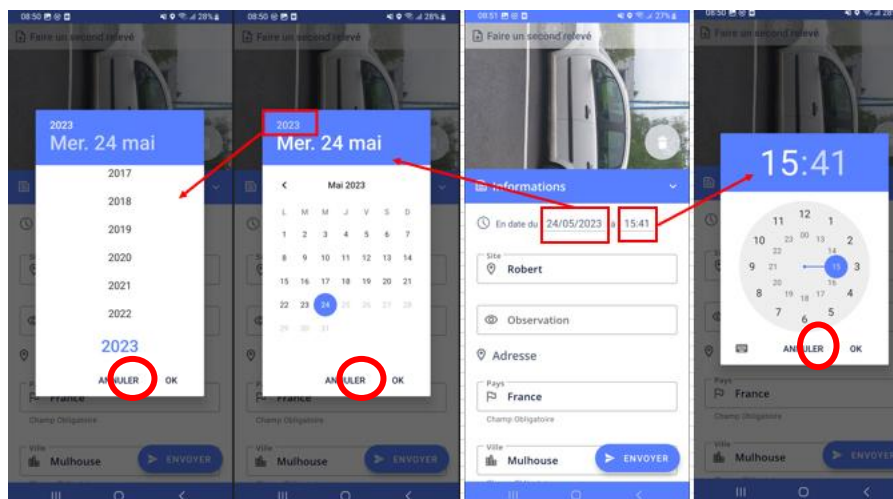 08:50
28%
Faire un second relevé
2023
Mer. 24 mai
2017
2018
2019
2020
2021
2022
2023
ANNULER OK
Pays
France
Champ Obligatoire
Ville
Mulhouse
ENVOYER
08:50
28%
Faire un second relevé
2023
Mer. 24 mai
Mai 2023
L M M J V S D
1 2 3 4 5 6 7
8 9 10 11 12 13 14
15 16 17 18 19 20 21
22 23 24 25 26 27 28
29 30 31
ANNULER OK
Pays
France
Champ Obligatoire
Ville
Mulhouse
ENVOYER
08:51
27%
Faire un second relevé
Informations
En date du 24/05/2023 à 15:41
Site
Robert
Observation
Adresse
Pays
France
Champ Obligatoire
Ville
Mulhouse
ENVOYER
08:50
Faire un second relevé
15:41
12
11 1
23 00 13
10 2
22 14
9 21 15 3
20 16
8 4
19 18 17
7 5
6
ANNULER OK
Pays
France
Champ Obligatoire
Ville
Mulhouse
ENVOYER